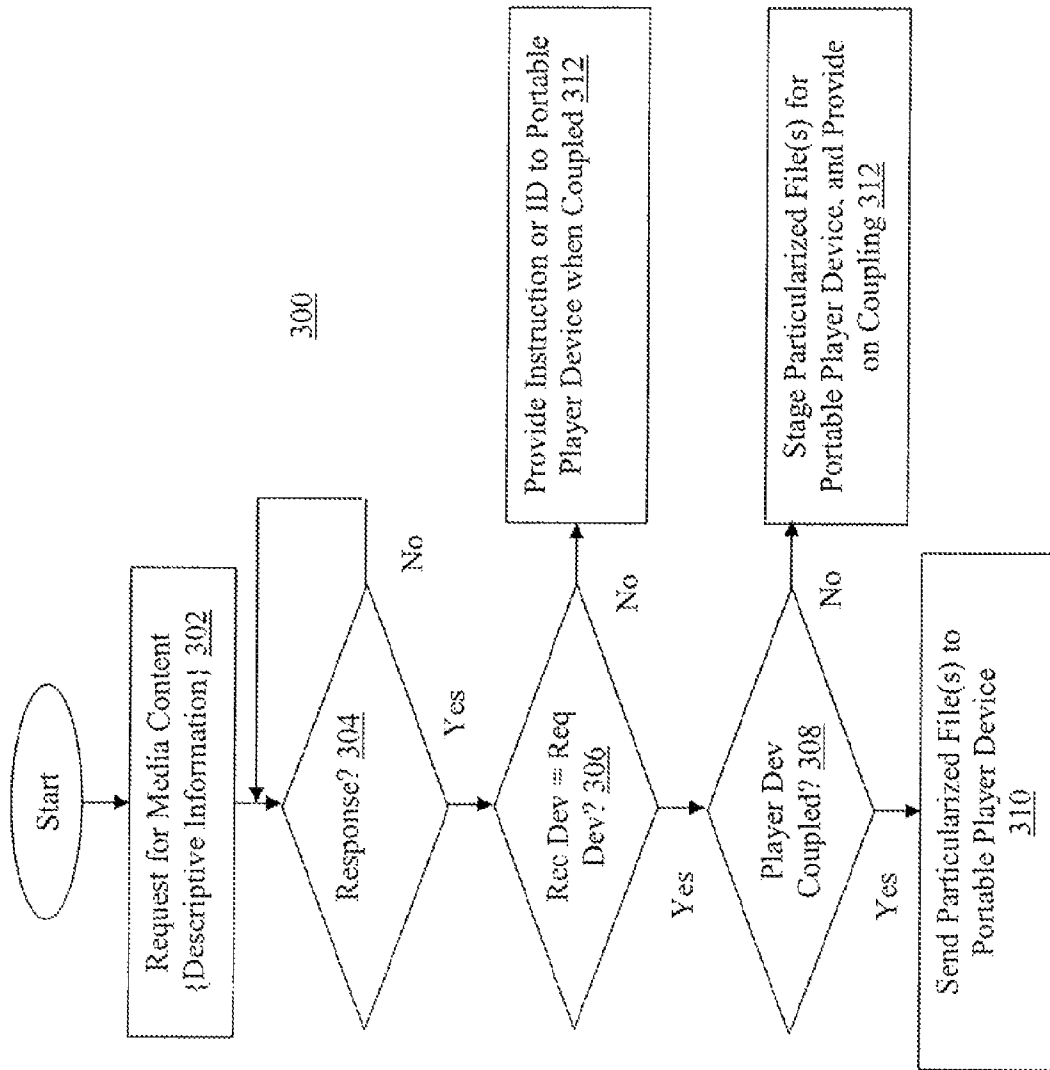 Start
Request for Media Content
{Descriptive Information} 302
300
Response? 304
No
Yes
Rec Dev = Req
Dev? 306
No
Provide Instruction or ID to Portable
Player Device when Coupled 312
Yes
Player Dev
Coupled? 308
No
Stage Particularized File(s) for
Portable Player Device, and Provide
on Coupling 312
Yes
Send Particularized File(s) to
Portable Player Device
310